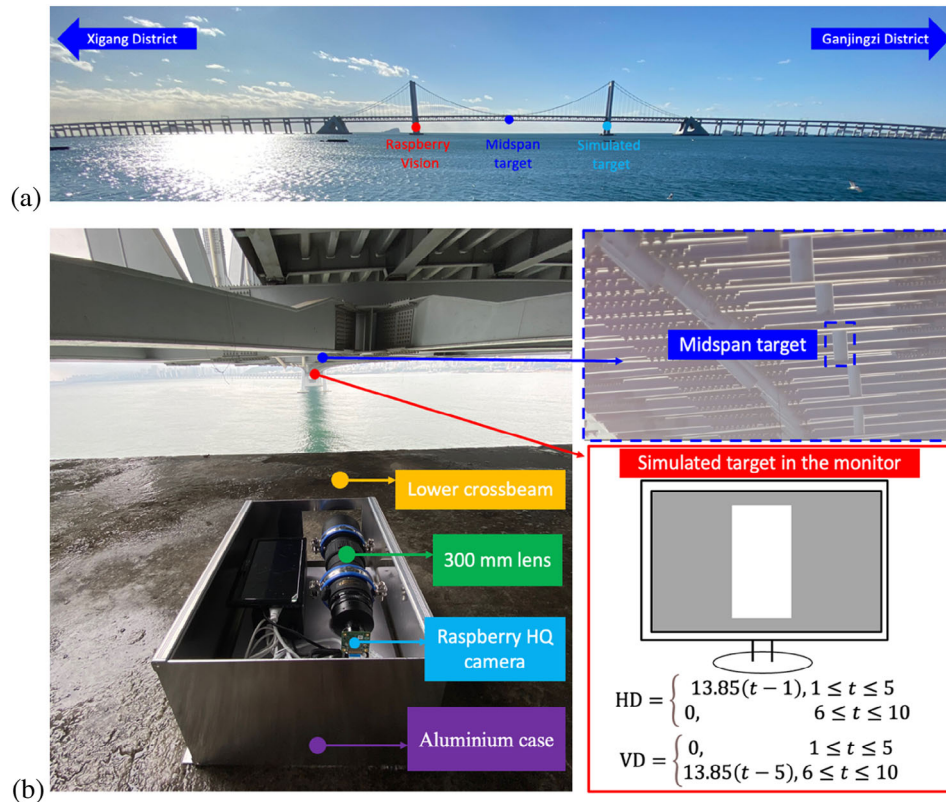 Xigang District
Ganjingzi District
Raspberry
Vision
Midspan
target
Simulated
target
(a)
Midspan target
Simulated target in the monitor
Lower crossbeam
300 mm lens
Raspberry HQ
camera
Aluminium case
HD = { 13.85(t − 1), 1 ≤ t ≤ 5
0, 6 ≤ t ≤ 10
VD = { 0, 1 ≤ t ≤ 5
13.85(t − 5), 6 ≤ t ≤ 10
(b)